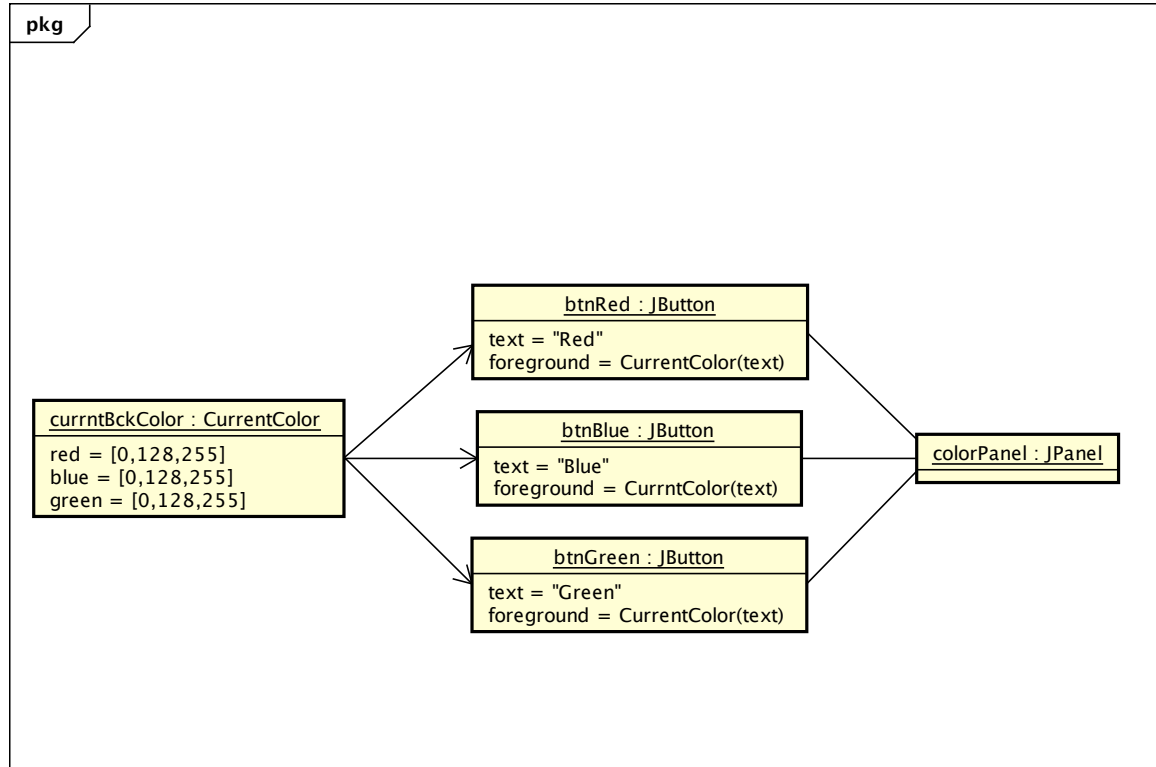 pkg
currntBckColor : CurrentColor
red = [0,128,255]
blue = [0,128,255]
green = [0,128,255]
btnRed : JButton
text = "Red"
foreground = CurrentColor(text)
btnBlue : JButton
text = "Blue"
foreground = CurrntColor(text)
btnGreen : JButton
text = "Green"
foreground = CurrentColor(text)
colorPanel : JPanel